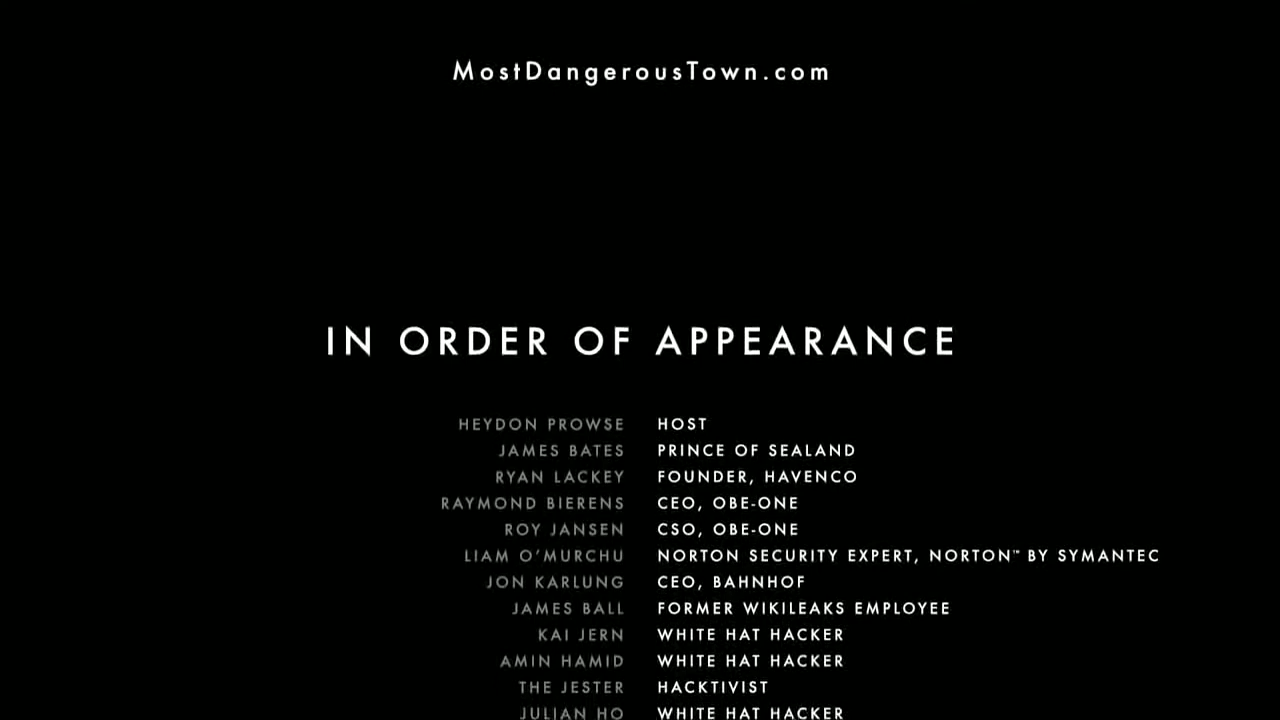 MostDangerousTown.com
IN ORDER OF APPEARANCE
HEYDON PROWSE HOST
JAMES BATES PRINCE OF SEALAND
RYAN LACKEY FOUNDER, HAVENCO
RAYMOND BIERENS CEO, OBE-ONE
ROY JANSEN CSO, OBE-ONE
LIAM O’MURCHU NORTON SECURITY EXPERT, NORTON™ BY SYMANTEC
JON KARLUNG CEO, BAHNHOF
JAMES BALL FORMER WIKILEAKS EMPLOYEE
KAI JERN WHITE HAT HACKER
AMIN HAMID WHITE HAT HACKER
THE JESTER HACKTIVIST
JULIAN HO WHITE HAT HACKER